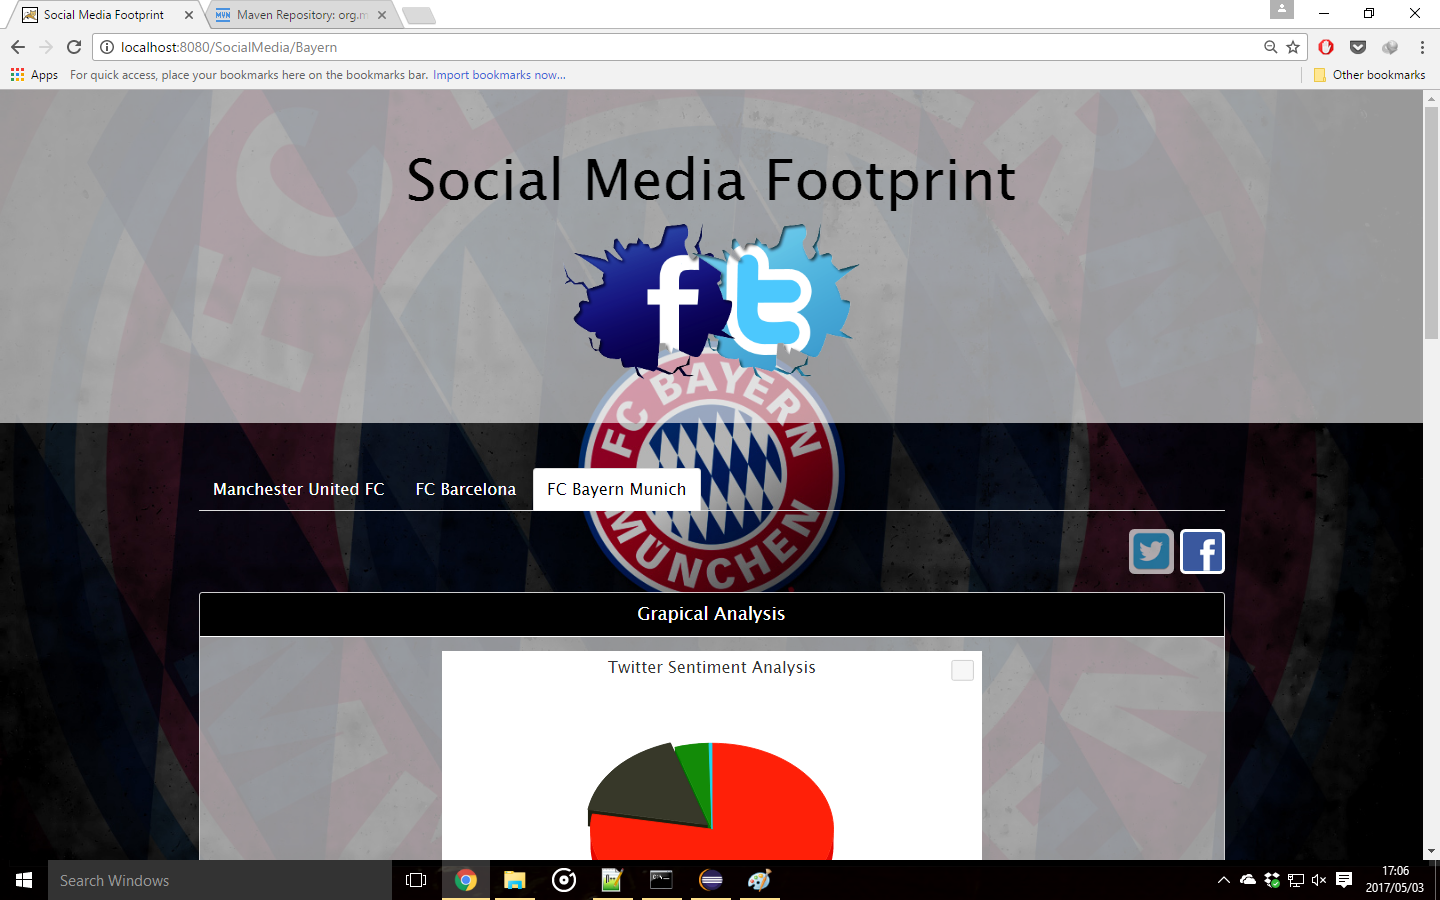 Social Media Footprint
Maven Repository: org.m
localhost:8080/SocialMedia/Bayern
Apps
For quick access, place your bookmarks here on the bookmarks bar. Import bookmarks now...
Other bookmarks
Social Media Footprint
FC BAYERN
MÜNCHEN
Manchester United FC
FC Barcelona
FC Bayern Munich
Grapical Analysis
Twitter Sentiment Analysis
Search Windows
17:06
2017/05/03